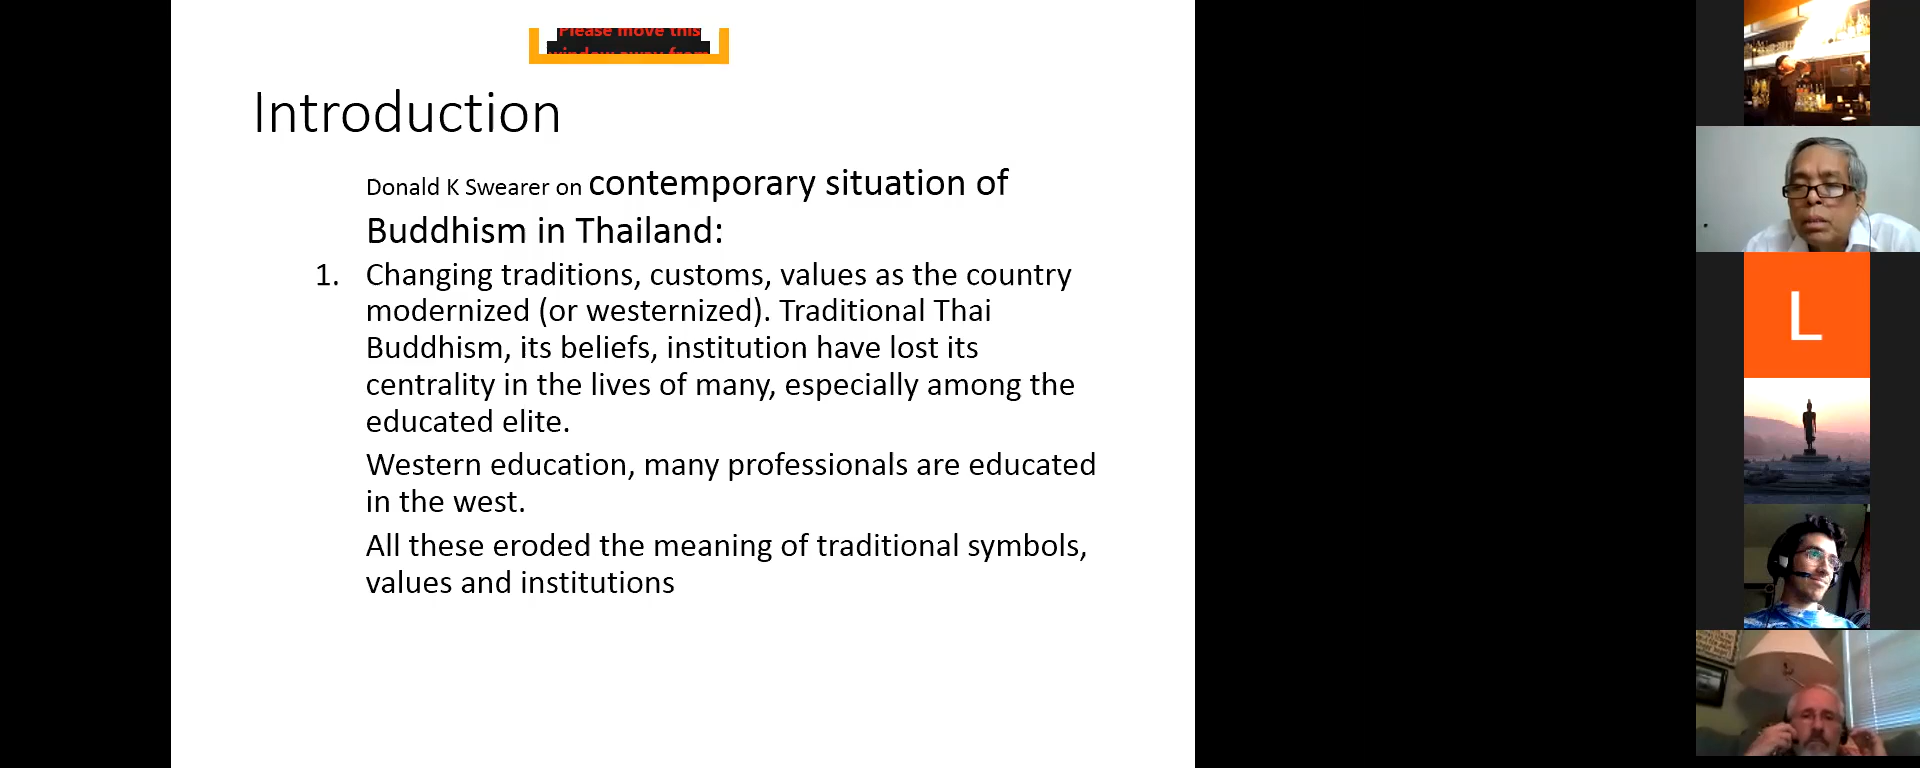 Please move this
window away from
Introduction
Donald K Swearer on contemporary situation of
Buddhism in Thailand:
1. Changing traditions, customs, values as the country
modernized (or westernized). Traditional Thai
Buddhism, its beliefs, institution have lost its
centrality in the lives of many, especially among the
educated elite.
Western education, many professionals are educated
in the west.
All these eroded the meaning of traditional symbols,
values and institutions
L